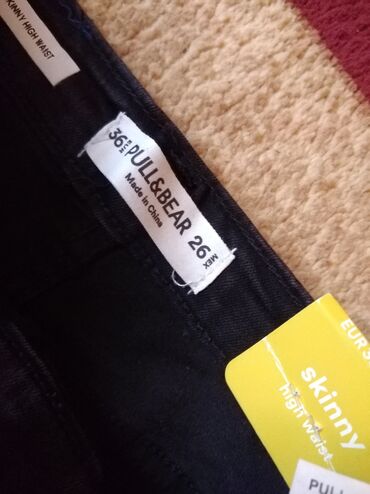 SKINNY HIGH WAIST
36 EUR PULL&BEAR 26 MEX
Made in China
EUR 3
skinny
high waist
PULL